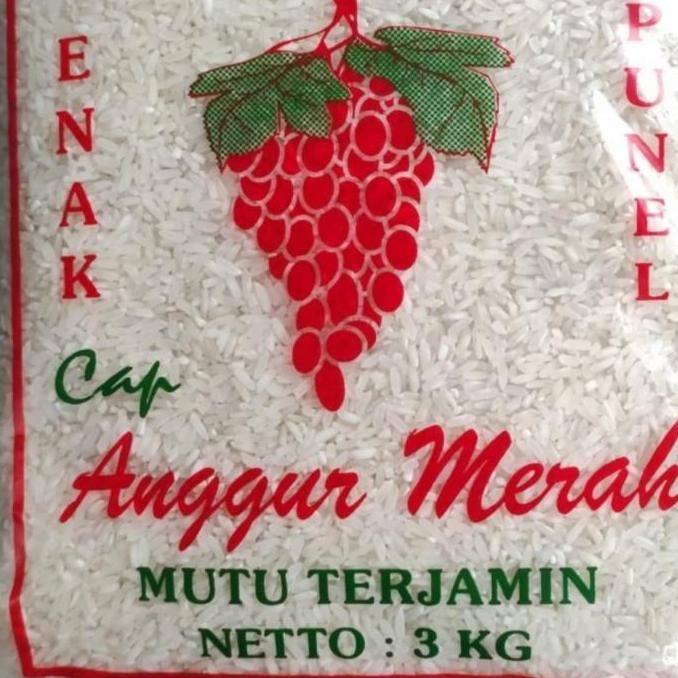 ENAK
PUNEL
Cap
Anggur Merah
MUTU TERJAMIN
NETTO : 3 KG